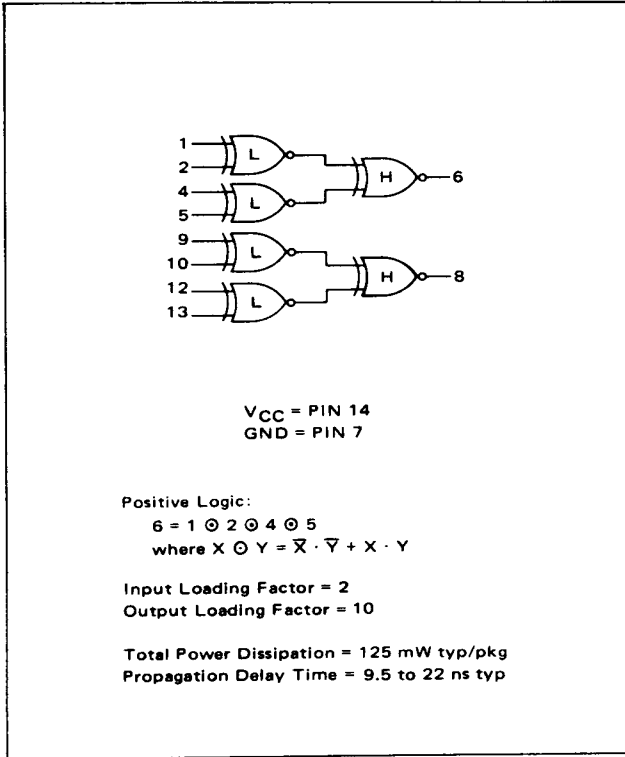 1
2
L
4
5
L
H
6
9
10
L
12
13
L
H
8
VCC = PIN 14
GND = PIN 7
Positive Logic:
6 = 1 ⊙ 2 ⊙ 4 ⊙ 5
where X ⊙ Y = X̅ · Y̅ + X · Y
Input Loading Factor = 2
Output Loading Factor = 10
Total Power Dissipation = 125 mW typ/pkg
Propagation Delay Time = 9.5 to 22 ns typ